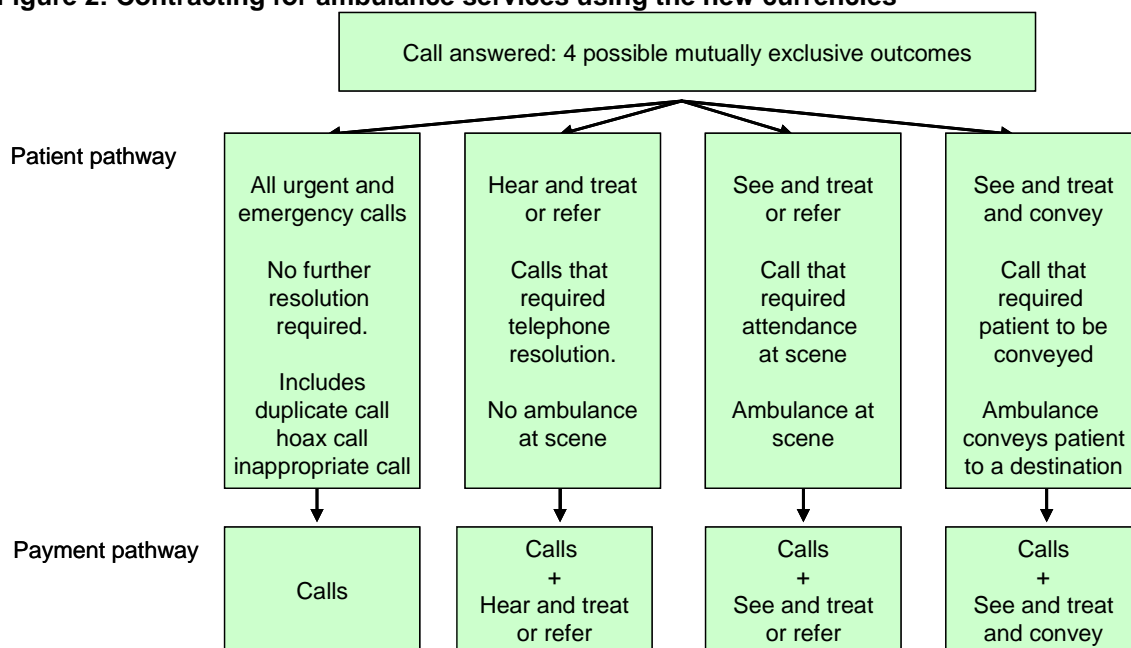 Figure 2: Contracting for ambulance services using the new currencies
Call answered: 4 possible mutually exclusive outcomes
Patient pathway
All urgent and
emergency calls
No further
resolution
required.
Includes
duplicate call
hoax call
inappropriate call
Hear and treat
or refer
Calls that
required
telephone
resolution.
No ambulance
at scene
See and treat
or refer
Call that
required
attendance
at scene
Ambulance at
scene
See and treat
and convey
Call that
required
patient to be
conveyed
Ambulance
conveys patient
to a destination
Payment pathway
Calls
Calls
+
Hear and treat
or refer
Calls
+
See and treat
or refer
Calls
+
See and treat
and convey